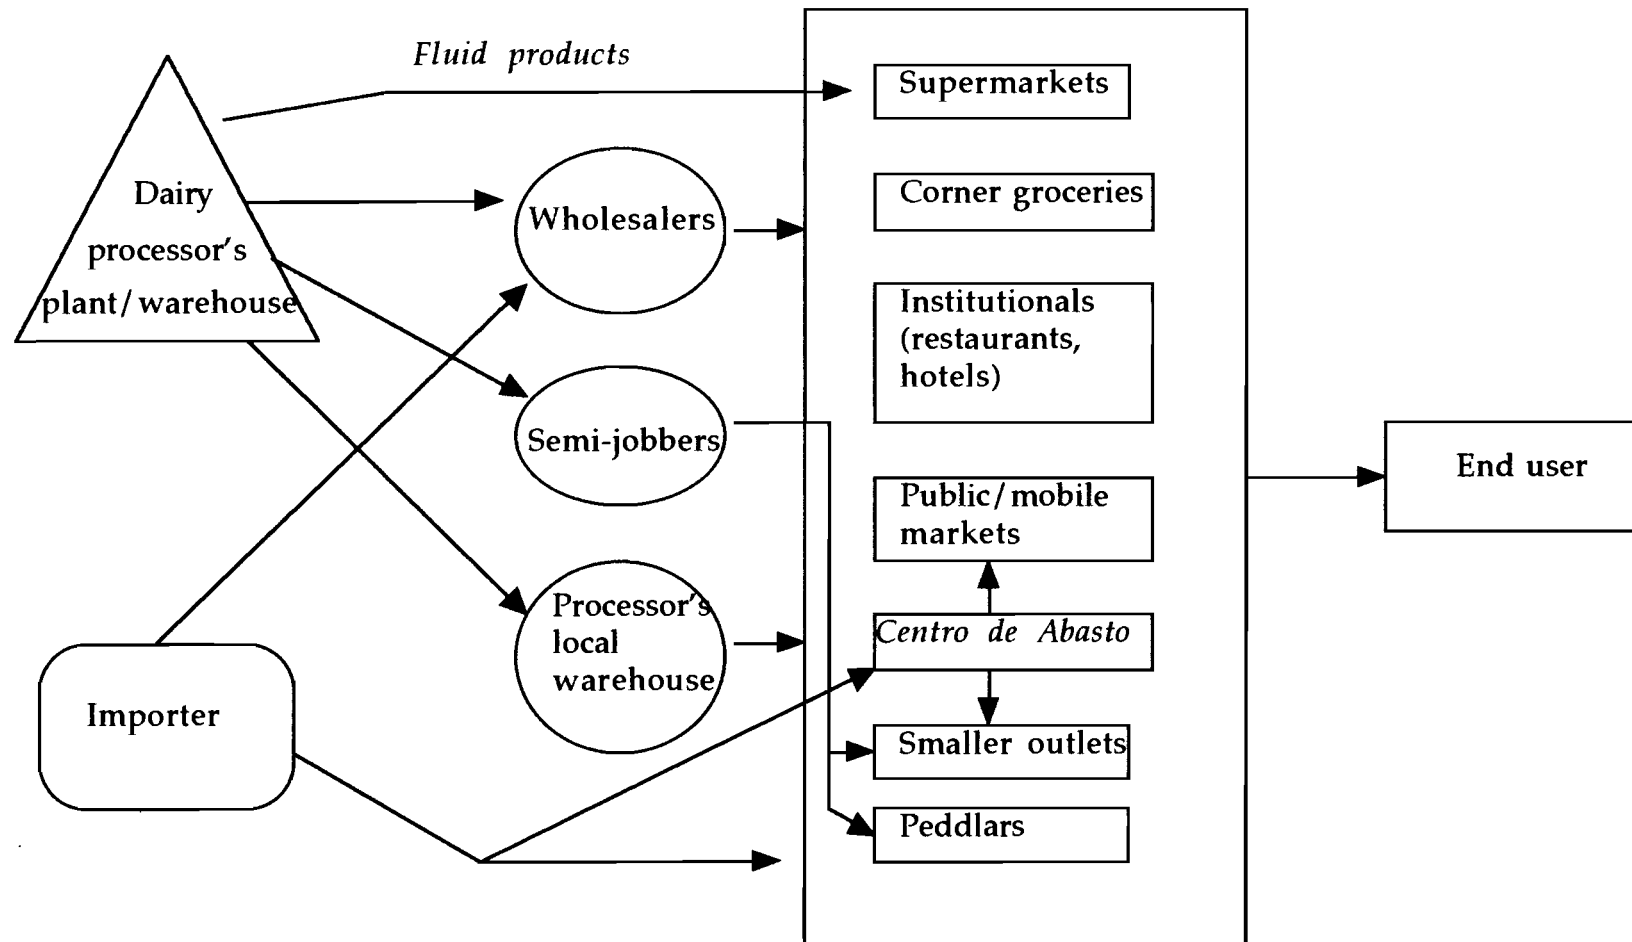 Fluid products
Supermarkets
Dairy
processor's
plant/warehouse
Wholesalers
Corner groceries
Institutionals
(restaurants,
hotels)
Semi-jobbers
Public/mobile
markets
End user
Processor's
local
warehouse
Centro de Abasto
Importer
Smaller outlets
Peddlars